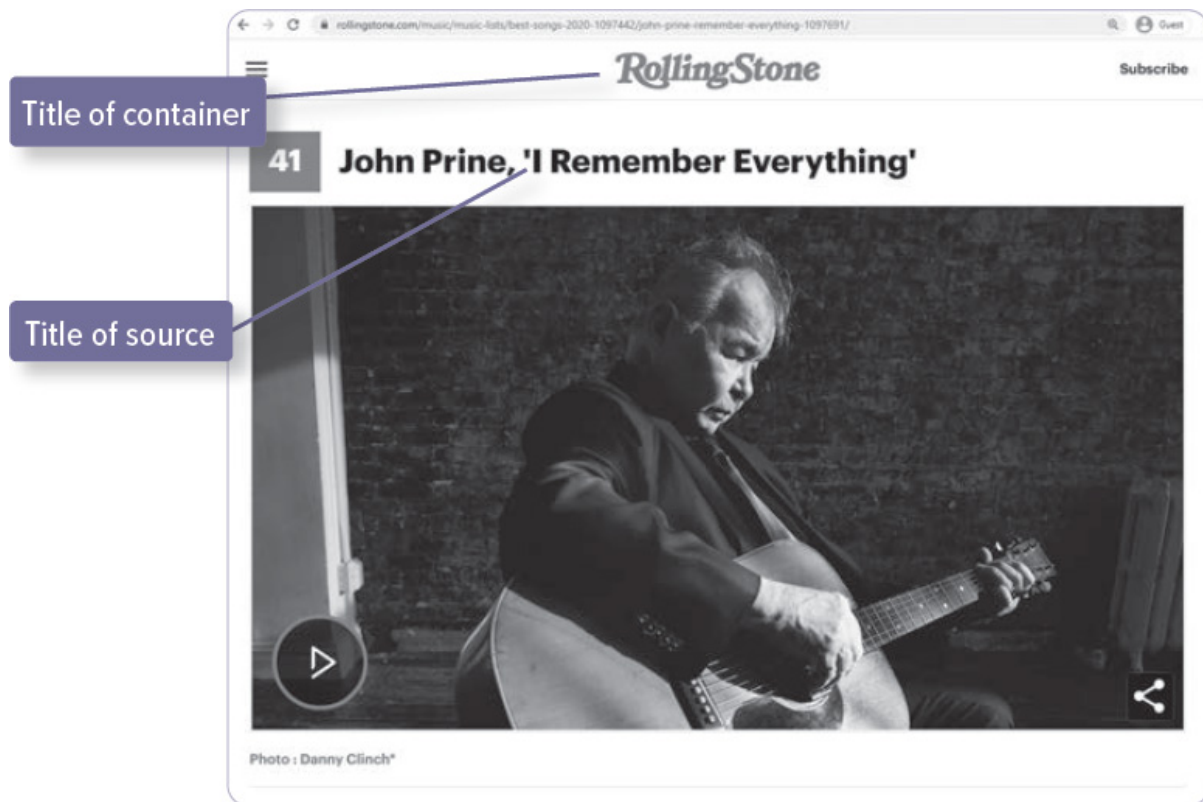 rollingstone.com/music/music-lists/best-songs-2020-1097442/john-prine-remember-everything-1097691/
Guest
RollingStone
Subscribe
Title of container
41 John Prine, 'I Remember Everything'
Title of source
Photo : Danny Clinch*